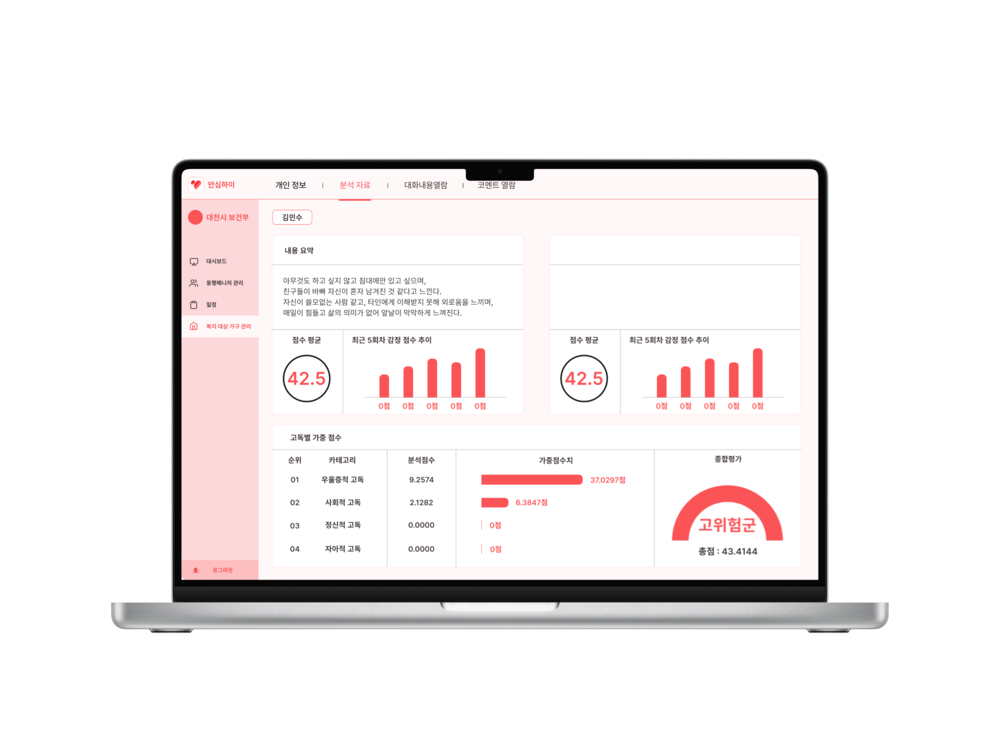 안심하이
개인 정보 | 분석 자료 | 대화내용열람 | 코멘트 열람
대전시 보건부
김민수
대시보드
동행매니저 관리
일정
복지 대상 가구 관리
로그아웃
내용 요약
아무것도 하고 싶지 않고 침대에만 있고 싶으며,
친구들이 바빠 자신이 혼자 남겨진 것 같다고 느낀다.
자신이 쓸모없는 사람 같고, 타인에게 이해받지 못해 외로움을 느끼며,
매일이 힘들고 삶의 의미가 없어 앞날이 막막하게 느껴진다.
점수 평균
42.5
최근 5회차 감정 점수 추이
0점 0점 0점 0점 0점
점수 평균
42.5
최근 5회차 감정 점수 추이
0점 0점 0점 0점 0점
고독별 가중 점수
순위 카테고리 분석점수 가중점수치 종합평가
01 우울증적 고독 9.2574 37.0297점
02 사회적 고독 2.1282 6.3847점
03 정신적 고독 0.0000 0점
04 자아적 고독 0.0000 0점
고위험군
총점 : 43.4144